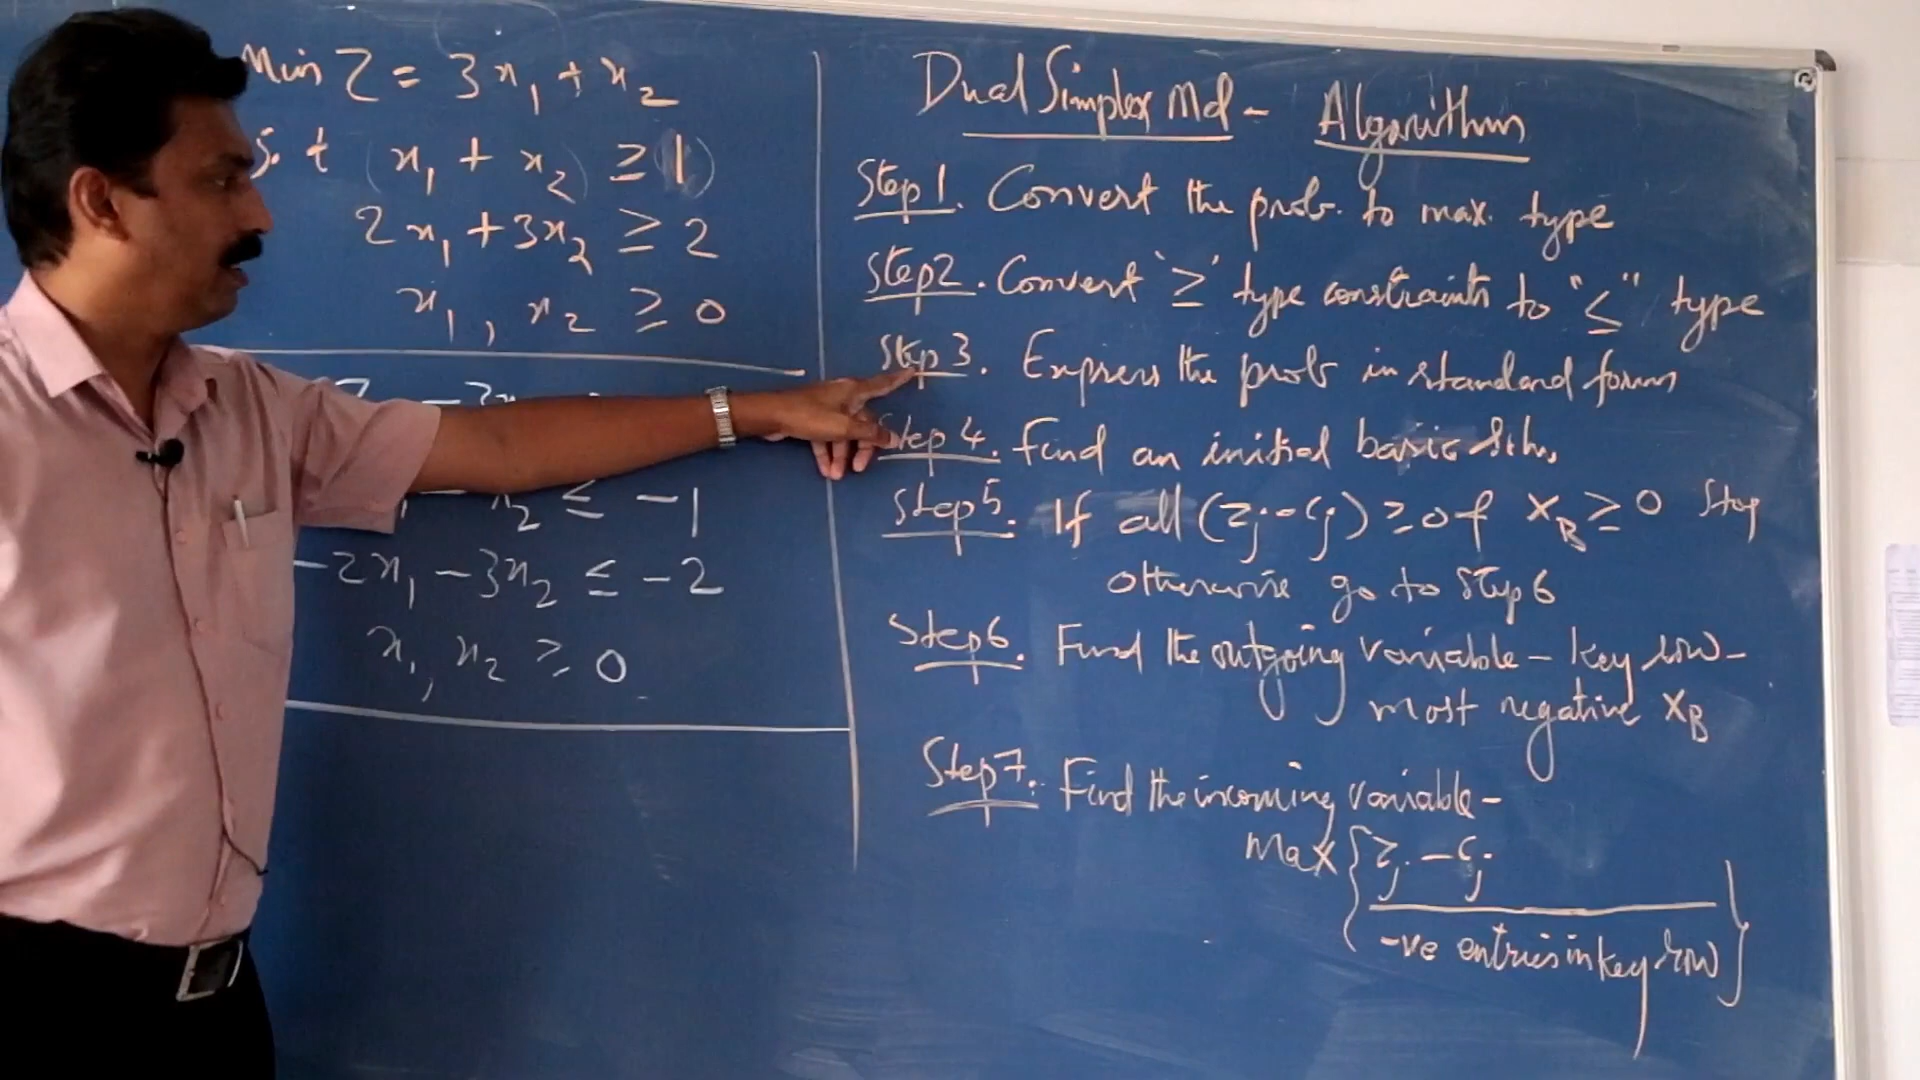 Min Z = 3x₁ + x₂
s.t (x₁ + x₂) ≥ 1)
2x₁ + 3x₂ ≥ 2
x₁, x₂ ≥ 0
x₂ ≤ -1
-2x₁ - 3x₂ ≤ -2
x₁, x₂ ≥ 0
Dual Simplex Md - Algorithm
Step 1. Convert the prob. to max. type
Step 2. Convert '≥' type constraints to "≤" type
Step 3. Express the prob in standard form
Step 4. Find an initial basic Soln.
Step 5. If all (zj - cj) ≥ 0 & XB ≥ 0 Stop
otherwise go to Step 6
Step 6. Find the outgoing variable - key row -
most negative XB
Step 7. Find the incoming variable -
Max { zj - cj
-ve entries in key row }